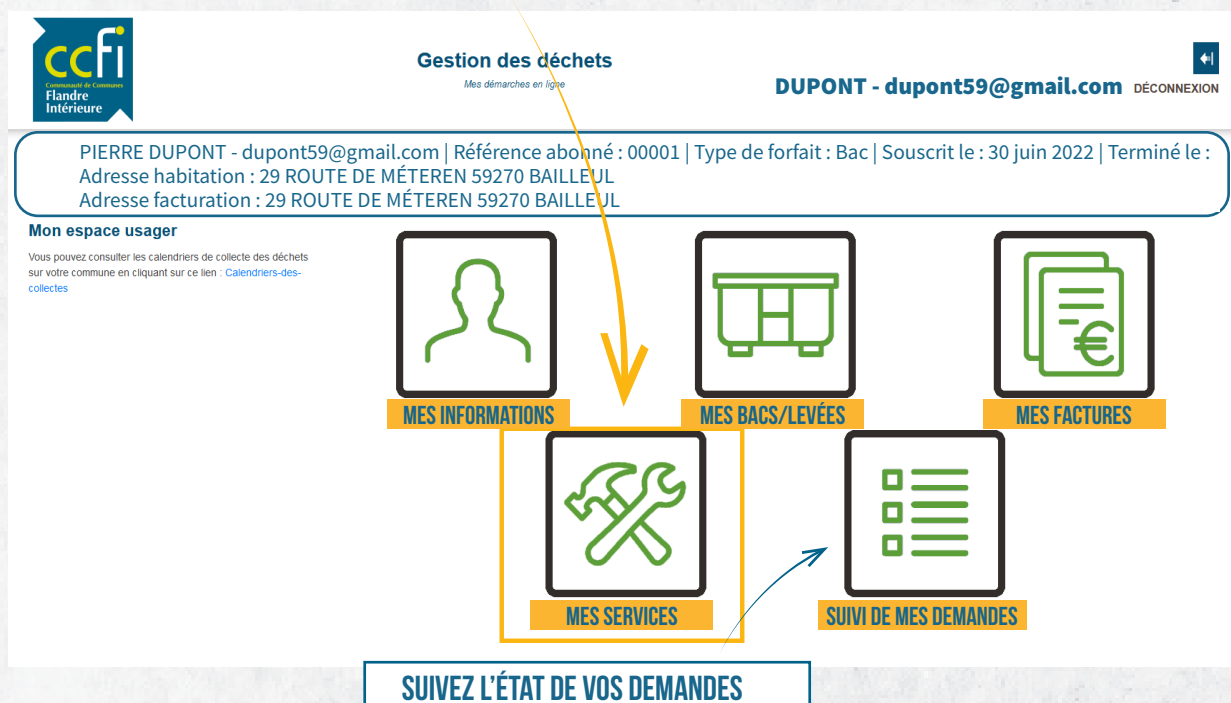 ccfi
Communauté de Communes
Flandre
Intérieure
Gestion des déchets
Mes démarches en ligne
DUPONT - dupont59@gmail.com DÉCONNEXION
PIERRE DUPONT - dupont59@gmail.com | Référence abonné : 00001 | Type de forfait : Bac | Souscrit le : 30 juin 2022 | Terminé le :
Adresse habitation : 29 ROUTE DE MÉTEREN 59270 BAILLEUL
Adresse facturation : 29 ROUTE DE MÉTEREN 59270 BAILLEUL
Mon espace usager
Vous pouvez consulter les calendriers de collecte des déchets
sur votre commune en cliquant sur ce lien : Calendriers-des-
collectes
MES INFORMATIONS
MES BACS/LEVÉES
MES FACTURES
MES SERVICES
SUIVI DE MES DEMANDES
SUIVEZ L'ÉTAT DE VOS DEMANDES